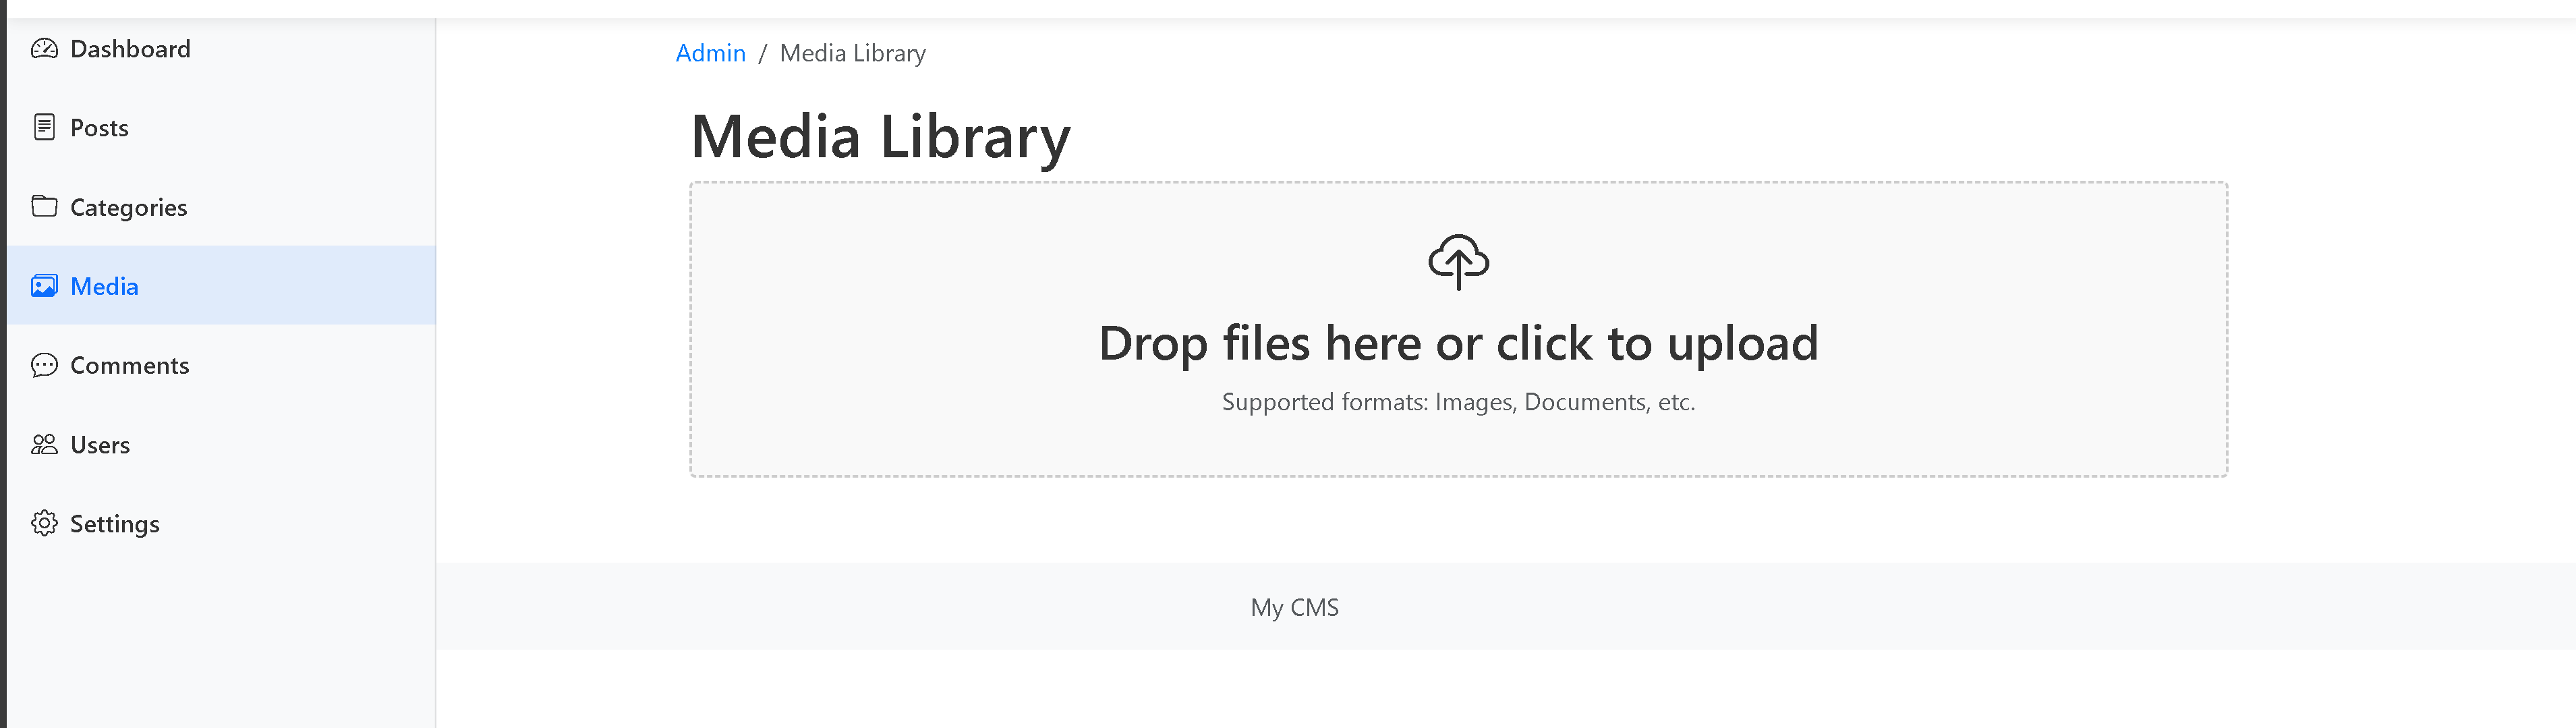 Dashboard
Posts
Categories
Media
Comments
Users
Settings
Admin / Media Library
Media Library
Drop files here or click to upload
Supported formats: Images, Documents, etc.
My CMS